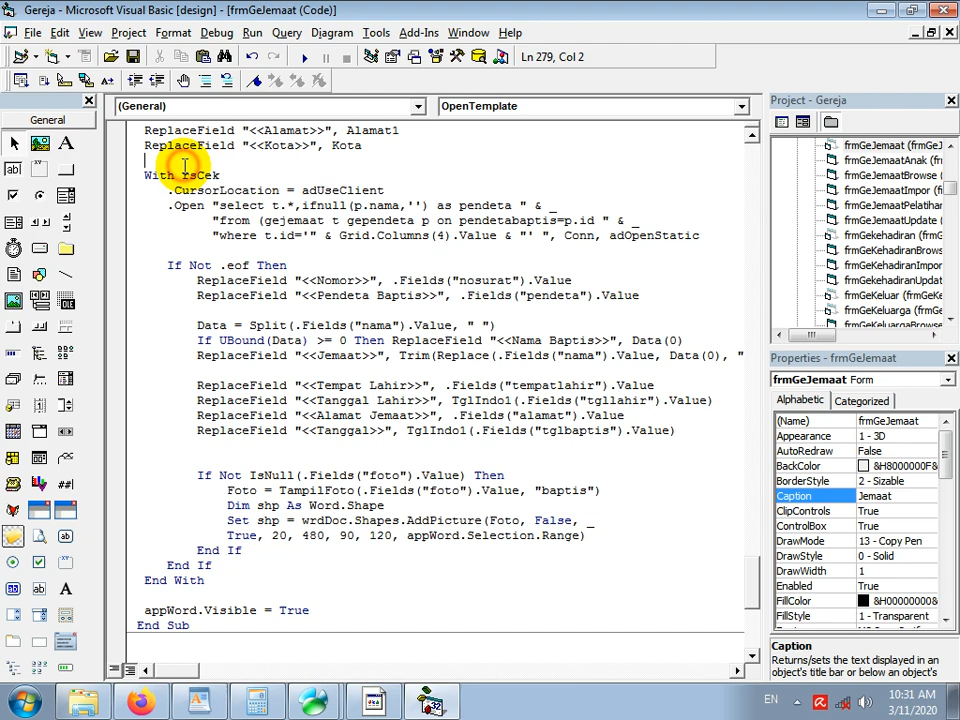 Gereja - Microsoft Visual Basic [design] - [frmGeJemaat (Code)]
File Edit View Project Format Debug Run Query Diagram Tools Add-Ins Window Help
Ln 279, Col 2
General
(General) OpenTemplate
ReplaceField "<<Alamat>>", Alamat1
ReplaceField "<<Kota>>", Kota
With rsCek
.CursorLocation = adUseClient
.Open "select t.*,ifnull(p.nama,'') as pendeta " & _
"from (gejemaat t gependeta p on pendetabaptis=p.id " & _
"where t.id='" & Grid.Columns(4).Value & "' ", Conn, adOpenStatic
If Not .eof Then
ReplaceField "<<Nomor>>", .Fields("nosurat").Value
ReplaceField "<<Pendeta Baptis>>", .Fields("pendeta").Value
Data = Split(.Fields("nama").Value, " ")
If UBound(Data) >= 0 Then ReplaceField "<<Nama Baptis>>", Data(0)
ReplaceField "<<Jemaat>>", Trim(Replace(.Fields("nama").Value, Data(0), "
ReplaceField "<<Tempat Lahir>>", .Fields("tempatlahir").Value
ReplaceField "<<Tanggal Lahir>>", TglIndo1(.Fields("tgllahir").Value)
ReplaceField "<<Alamat Jemaat>>", .Fields("alamat").Value
ReplaceField "<<Tanggal>>", TglIndo1(.Fields("tglbaptis").Value)
If Not IsNull(.Fields("foto").Value) Then
Foto = TampilFoto(.Fields("foto").Value, "baptis")
Dim shp As Word.Shape
Set shp = wrdDoc.Shapes.AddPicture(Foto, False, _
True, 20, 480, 90, 120, appWord.Selection.Range)
End If
End If
End With
appWord.Visible = True
End Sub
Project - Gereja
frmGeJemaat (frmGeJ
frmGeJemaatAnak (
frmGeJemaatBrows
frmGeJemaatImpor (
frmGeJemaatPelatih
frmGeJemaatUpdate (
frmGeKehadiran (frm
frmGeKehadiranBrows
frmGeKehadiranImpor
frmGeKehadiranUpdat
frmGeKeluar (frmGeK
frmGeKeluarga (frmG
frmGeKeluargaBrows
Properties - frmGeJemaat
frmGeJemaat Form
Alphabetic Categorized
(Name) frmGeJemaat
Appearance 1 - 3D
AutoRedraw False
BackColor &H8000000F&
BorderStyle 2 - Sizable
Caption Jemaat
ClipControls True
ControlBox True
DrawMode 13 - Copy Pen
DrawStyle 0 - Solid
DrawWidth 1
Enabled True
FillColor &H00000000&
FillStyle 1 - Transparent
Caption
Returns/sets the text displayed in an object's title bar or below an
EN
10:31 AM
3/11/2020